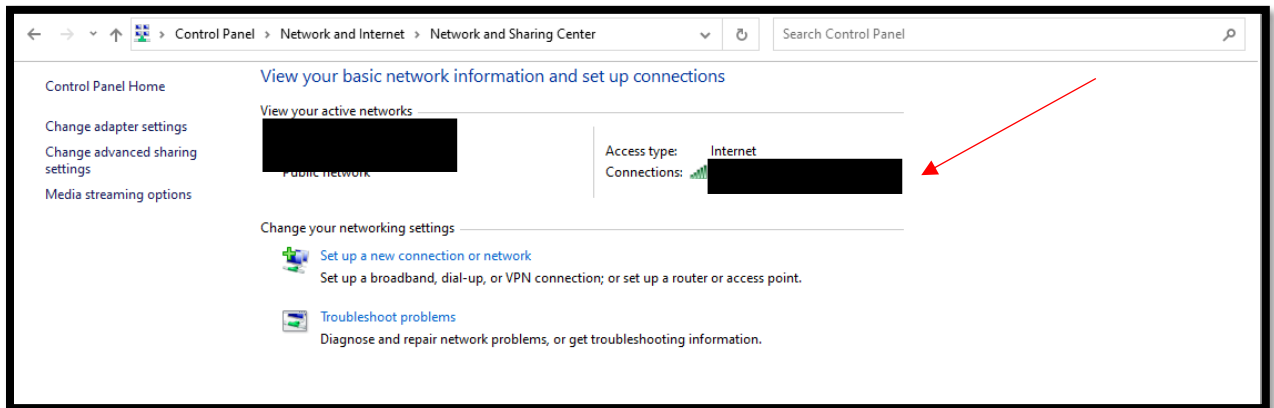 Control Panel > Network and Internet > Network and Sharing Center
Search Control Panel
Control Panel Home
Change adapter settings
Change advanced sharing
settings
Media streaming options
View your basic network information and set up connections
View your active networks
Public network
Access type: Internet
Connections:
Change your networking settings
Set up a new connection or network
Set up a broadband, dial-up, or VPN connection; or set up a router or access point.
Troubleshoot problems
Diagnose and repair network problems, or get troubleshooting information.